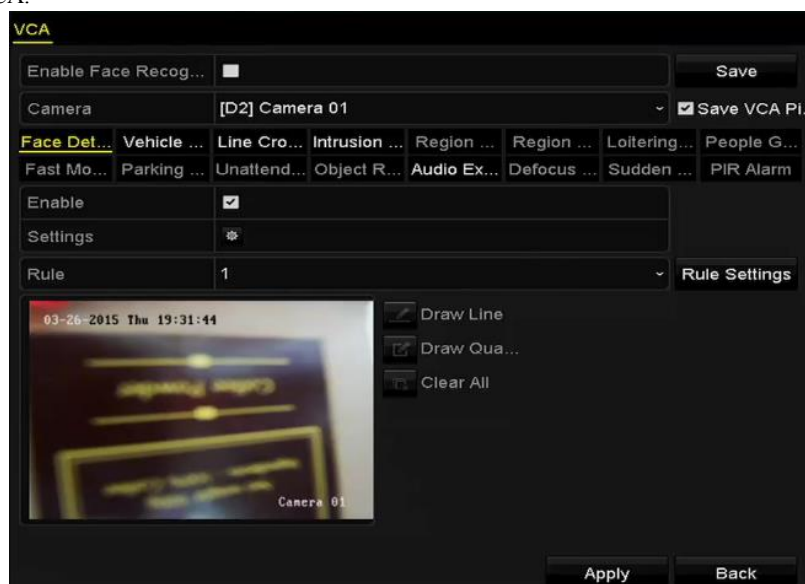 CA.
VCA
Enable Face Recog...
Save
Camera [D2] Camera 01
Save VCA Pi.
Face Det... Vehicle ... Line Cro... Intrusion ... Region ... Region ... Loitering... People G...
Fast Mo... Parking ... Unattend... Object R... Audio Ex... Defocus ... Sudden ... PIR Alarm
Enable
Settings
Rule 1 Rule Settings
03-26-2015 Thu 19:31:44
Draw Line
Draw Qua...
Clear All
Camera 01
Apply Back